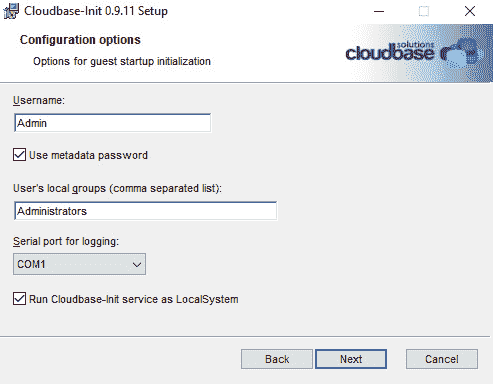 Cloudbase-Init 0.9.11 Setup
Configuration options
Options for guest startup initialization
cloudbase solutions
Username:
Admin
Use metadata password
User's local groups (comma separated list):
Administrators
Serial port for logging:
COM1
Run Cloudbase-Init service as LocalSystem
Back Next Cancel